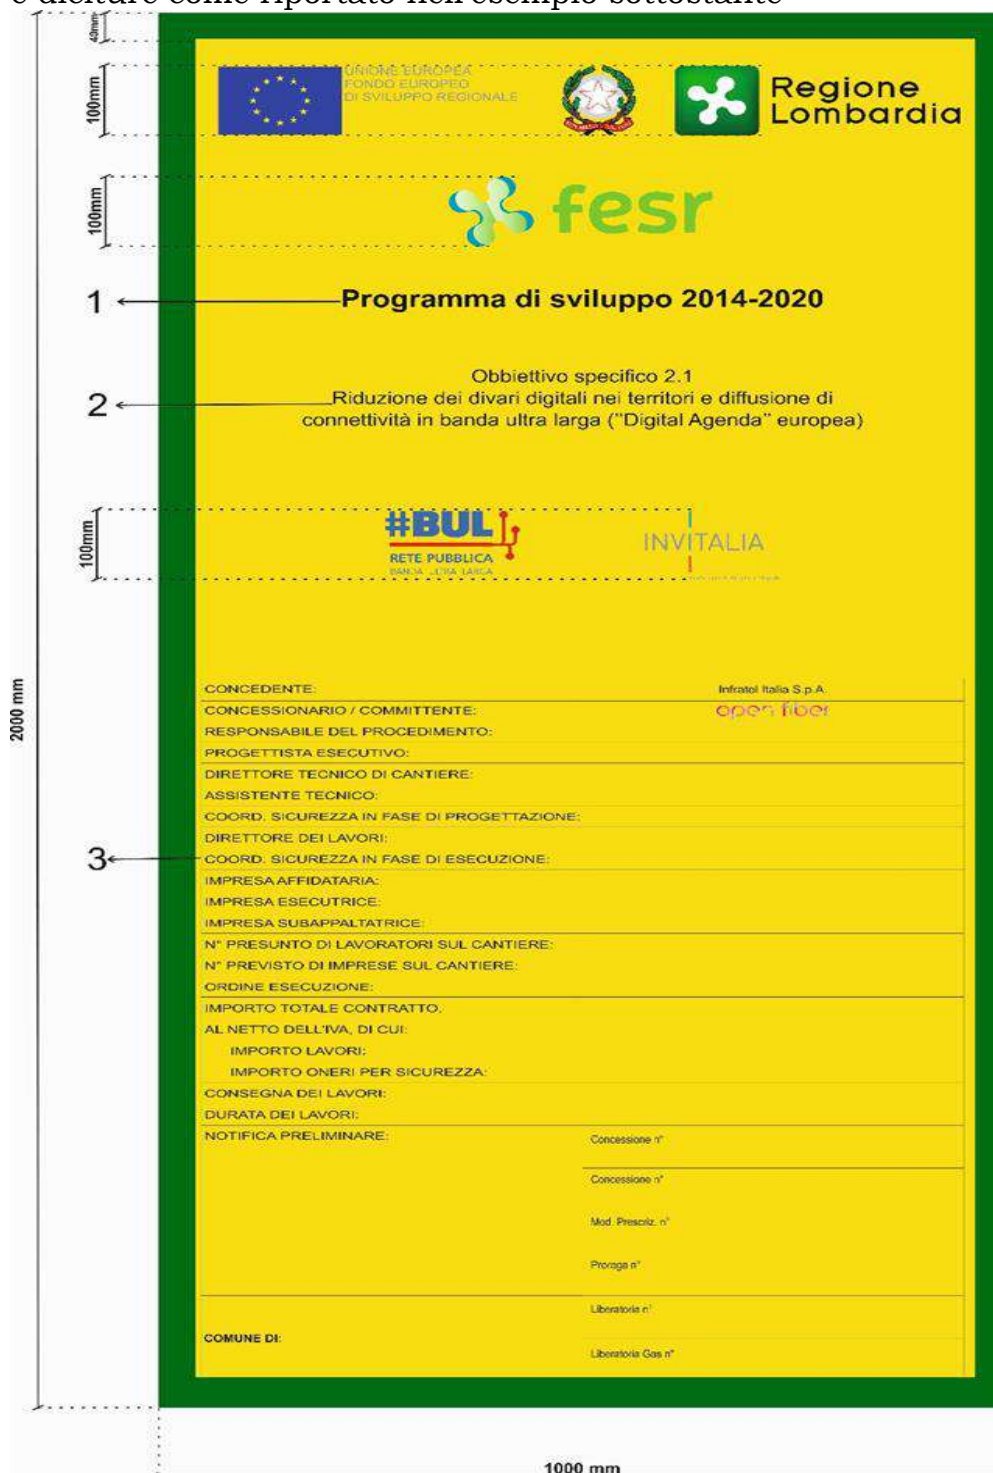 e diciture come riportato nell'esempio sottostante
40mm
100mm
UNIONE EUROPEA
FONDO EUROPEO
DI SVILUPPO REGIONALE
Regione
Lombardia
100mm
fesr
1
Programma di sviluppo 2014-2020
2
Obbiettivo specifico 2.1
Riduzione dei divari digitali nei territori e diffusione di
connettività in banda ultra larga ("Digital Agenda" europea)
100mm
#BUL
RETE PUBBLICA
BANDA ULTRA LARGA
INVITALIA
2000 mm
CONCEDENTE: Infratel Italia S.p.A.
CONCESSIONARIO / COMMITTENTE: open fiber
RESPONSABILE DEL PROCEDIMENTO:
PROGETTISTA ESECUTIVO:
DIRETTORE TECNICO DI CANTIERE:
ASSISTENTE TECNICO:
COORD. SICUREZZA IN FASE DI PROGETTAZIONE:
DIRETTORE DEI LAVORI:
3
COORD. SICUREZZA IN FASE DI ESECUZIONE:
IMPRESA AFFIDATARIA:
IMPRESA ESECUTRICE:
IMPRESA SUBAPPALTATRICE:
N° PRESUNTO DI LAVORATORI SUL CANTIERE:
N° PREVISTO DI IMPRESE SUL CANTIERE:
ORDINE ESECUZIONE:
IMPORTO TOTALE CONTRATTO,
AL NETTO DELL'IVA, DI CUI:
IMPORTO LAVORI:
IMPORTO ONERI PER SICUREZZA:
CONSEGNA DEI LAVORI:
DURATA DEI LAVORI:
NOTIFICA PRELIMINARE: Concessione n°
Concessione n°
Mod. Prescriz. n°
Proroga n°
Liberatoria n°
COMUNE DI:
Liberatoria Gas n°
1000 mm